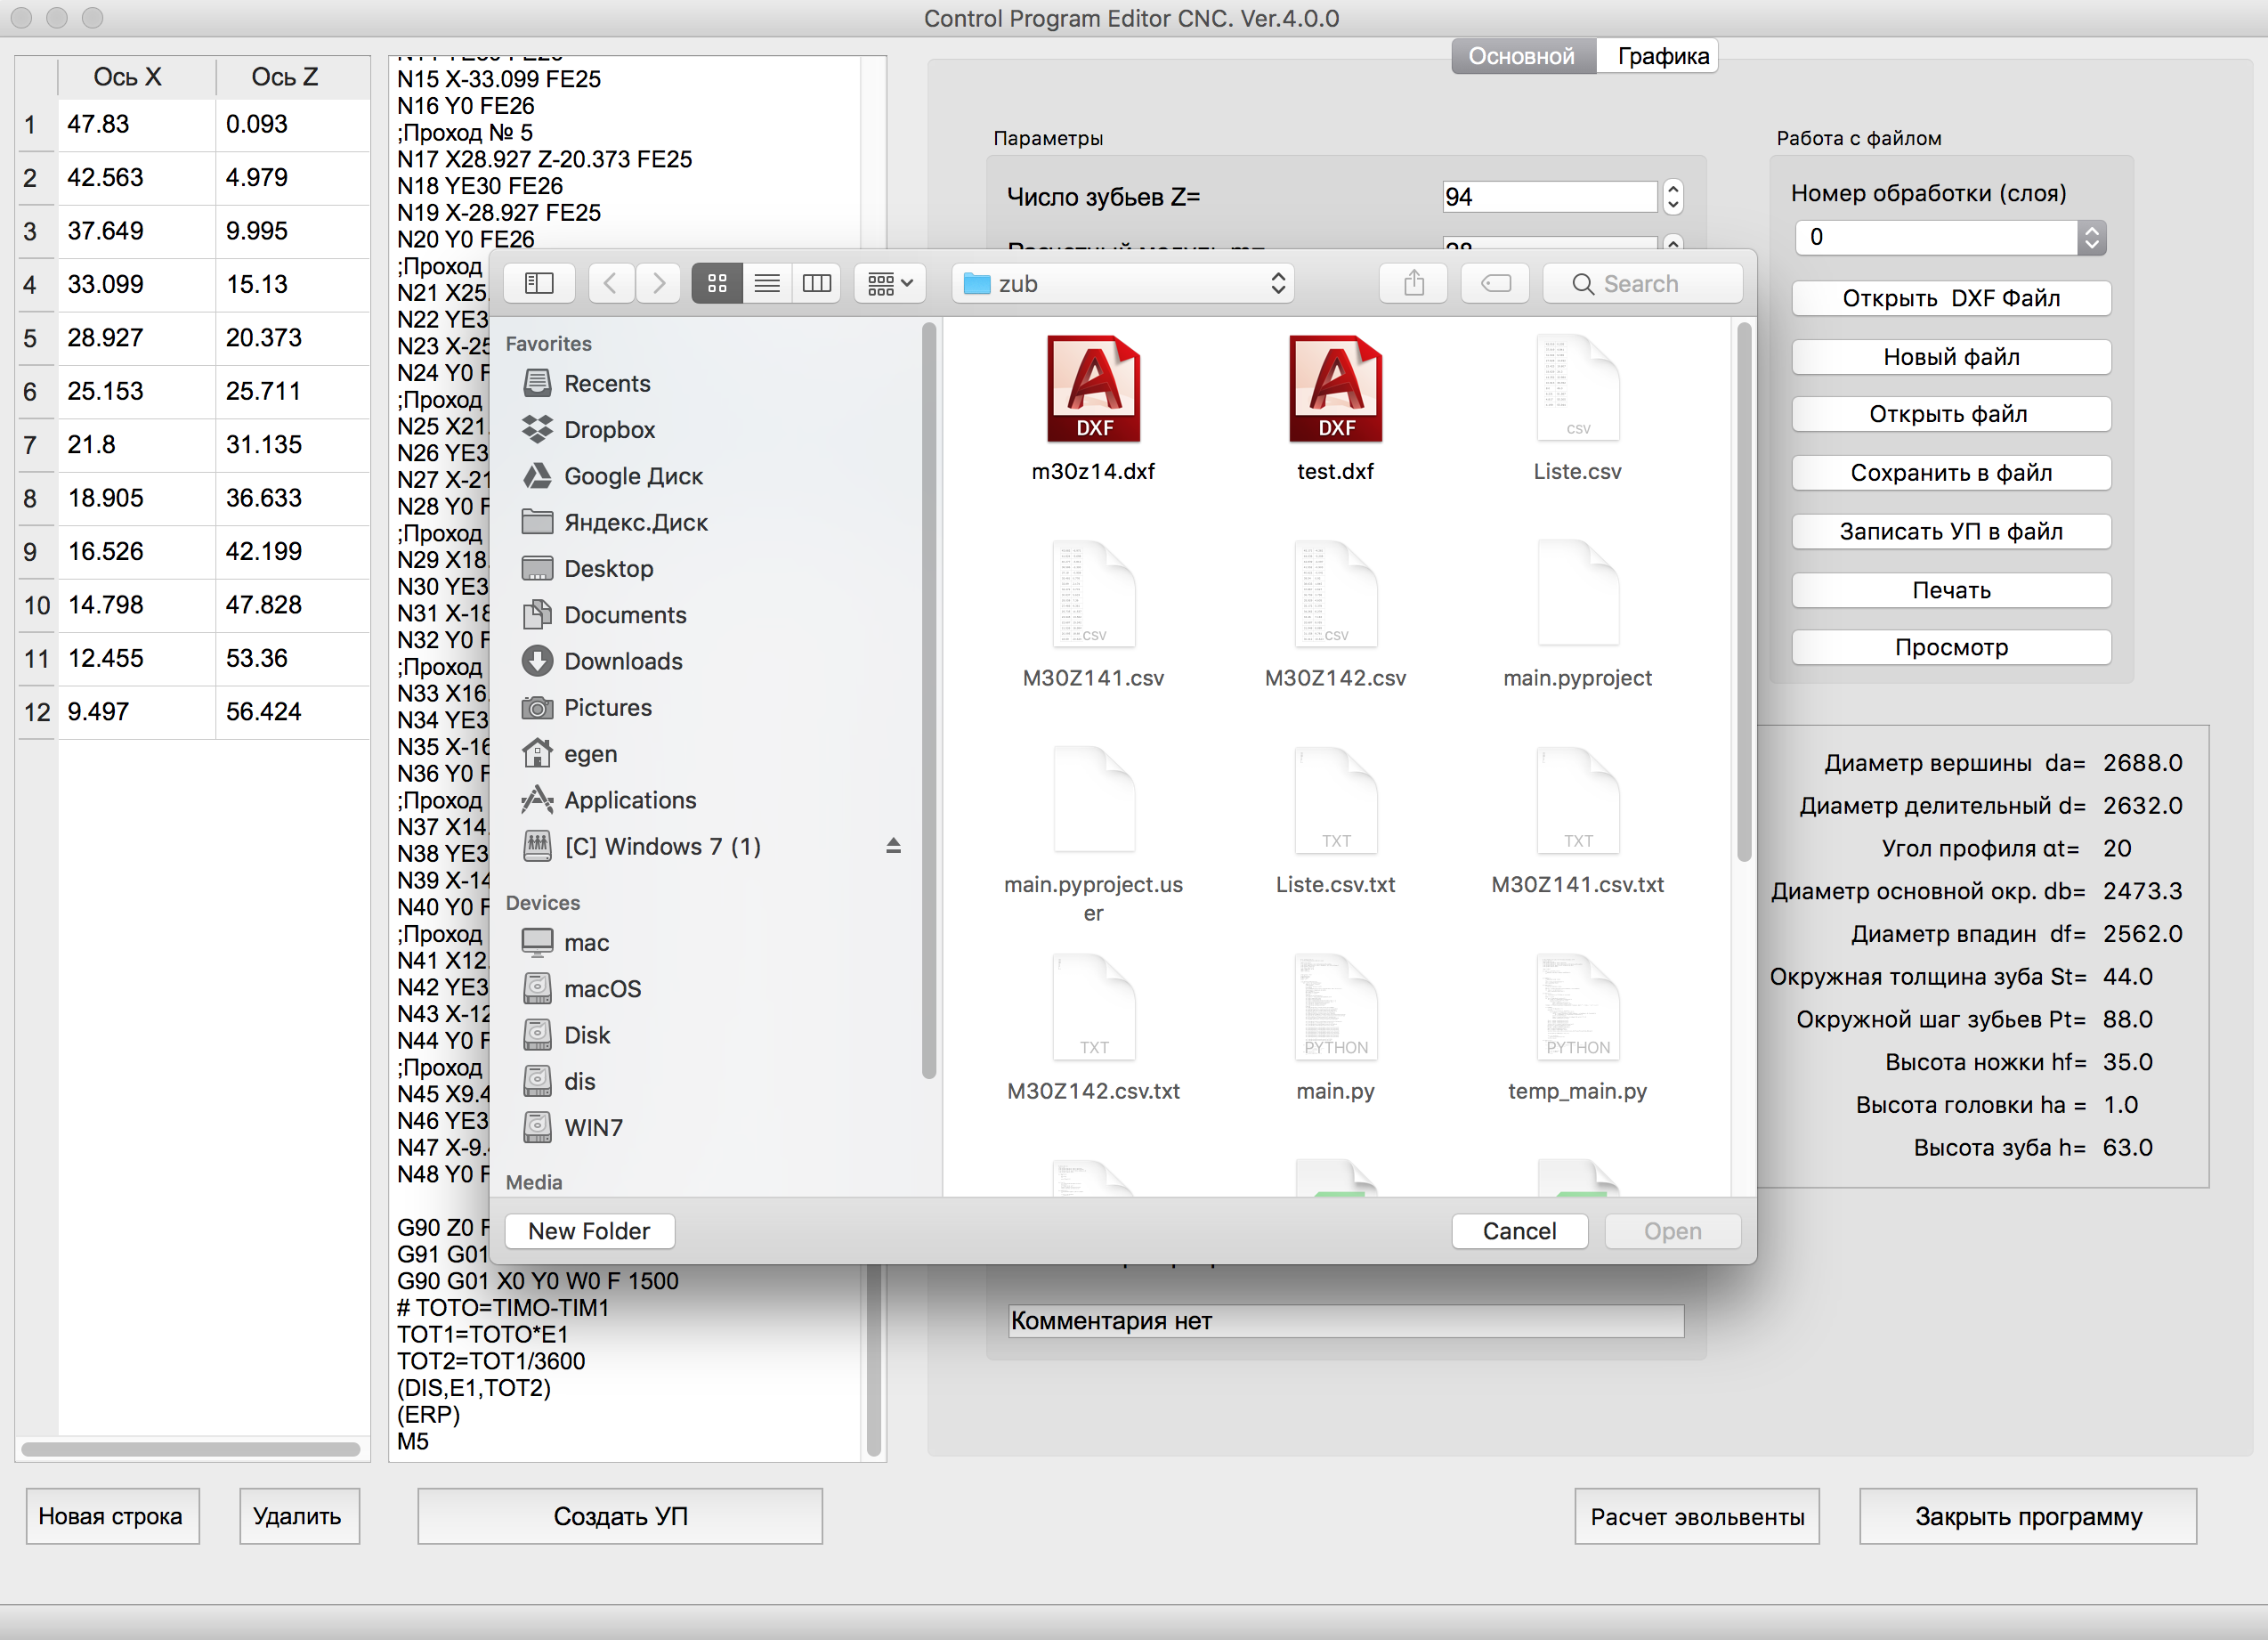 Control Program Editor CNC. Ver.4.0.0
Ось X Ось Z
1 47.83 0.093
2 42.563 4.979
3 37.649 9.995
4 33.099 15.13
5 28.927 20.373
6 25.153 25.711
7 21.8 31.135
8 18.905 36.633
9 16.526 42.199
10 14.798 47.828
11 12.455 53.36
12 9.497 56.424
N15 X-33.099 FE25
N16 Y0 FE26
;Проход № 5
N17 X28.927 Z-20.373 FE25
N18 YE30 FE26
N19 X-28.927 FE25
N20 Y0 FE26
;Проход
N21 X25.
N22 YE3
N23 X-25
N24 Y0 F
;Проход
N25 X21.
N26 YE3
N27 X-21
N28 Y0 F
;Проход
N29 X18.
N30 YE3
N31 X-18
N32 Y0 F
;Проход
N33 X16.
N34 YE3
N35 X-16
N36 Y0 F
;Проход
N37 X14.
N38 YE3
N39 X-14
N40 Y0 F
;Проход
N41 X12.
N42 YE3
N43 X-12
N44 Y0 F
;Проход
N45 X9.4
N46 YE3
N47 X-9.
N48 Y0 F
G90 Z0 F
G91 G01
G90 G01 X0 Y0 W0 F 1500
# TOTO=TIMO-TIM1
TOT1=TOTO*E1
TOT2=TOT1/3600
(DIS,E1,TOT2)
(ERP)
M5
Основной Графика
Параметры
Число зубьев Z= 94
Работа с файлом
Номер обработки (слоя)
0
Открыть DXF Файл
Новый файл
Открыть файл
Сохранить в файл
Записать УП в файл
Печать
Просмотр
zub
Search
Favorites
Recents
Dropbox
Google Диск
Яндекс.Диск
Desktop
Documents
Downloads
Pictures
egen
Applications
[C] Windows 7 (1)
Devices
mac
macOS
Disk
dis
WIN7
Media
DXF DXF CSV
m30z14.dxf test.dxf Liste.csv
CSV CSV
M30Z141.csv M30Z142.csv main.pyproject
TXT TXT
main.pyproject.us Liste.csv.txt M30Z141.csv.txt
er
TXT PYTHON PYTHON
M30Z142.csv.txt main.py temp_main.py
New Folder Cancel Open
Диаметр вершины da= 2688.0
Диаметр делительный d= 2632.0
Угол профиля αt= 20
Диаметр основной окр. db= 2473.3
Диаметр впадин df= 2562.0
Окружная толщина зуба St= 44.0
Окружной шаг зубьев Pt= 88.0
Высота ножки hf= 35.0
Высота головки ha = 1.0
Высота зуба h= 63.0
Комментария нет
Новая строка Удалить Создать УП Расчет эвольвенты Закрыть программу